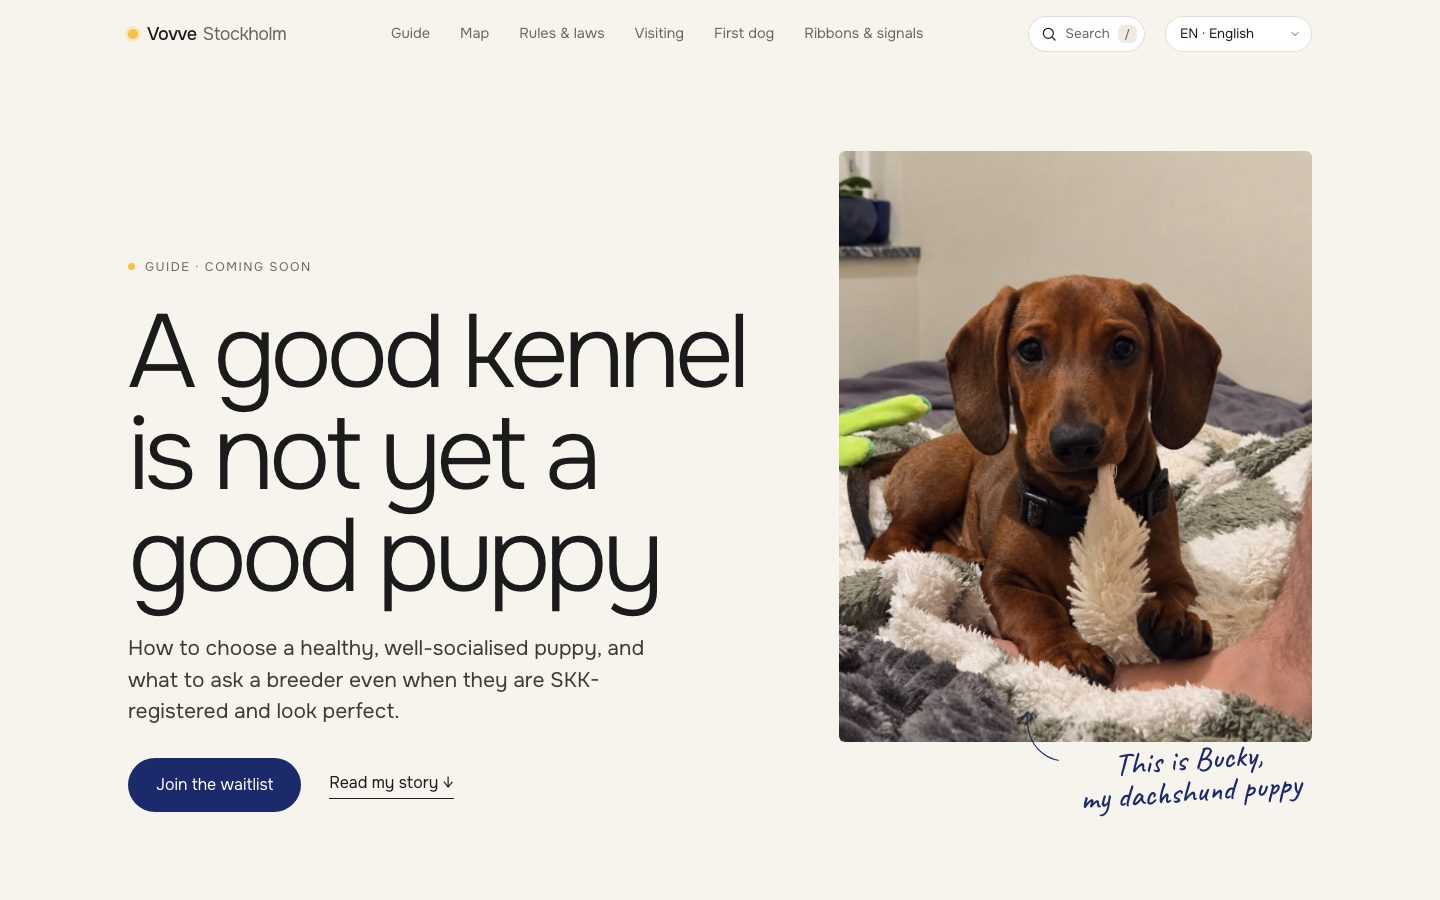 Vovve Stockholm
Guide Map Rules & laws Visiting First dog Ribbons & signals
Search /
EN · English
GUIDE · COMING SOON
A good kennel
is not yet a
good puppy
How to choose a healthy, well-socialised puppy, and
what to ask a breeder even when they are SKK-
registered and look perfect.
Join the waitlist
Read my story ↓
This is Bucky,
my dachshund puppy